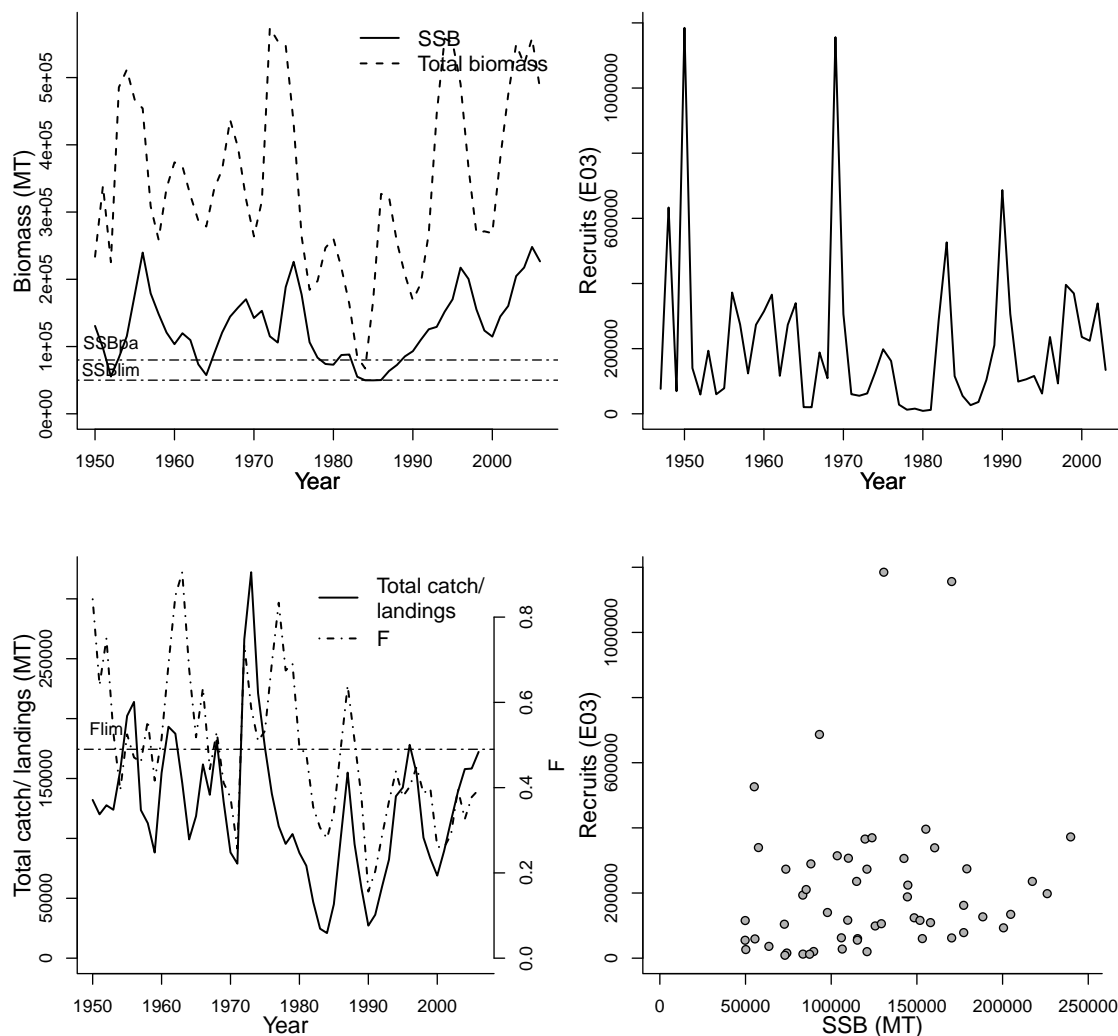 SSB
Total biomass
Biomass (MT)
0e+00 1e+05 2e+05 3e+05 4e+05 5e+05
SSBpa
SSBlim
1950 1960 1970 1980 1990 2000
Year
Recruits (E03)
0 200000 600000 1000000
1950 1960 1970 1980 1990 2000
Year
Total catch/
landings
F
Total catch/ landings (MT)
0 50000 150000 250000
Flim
0.0 0.2 0.4 0.6 0.8
F
1950 1960 1970 1980 1990 2000
Year
Recruits (E03)
0 200000 600000 1000000
0 50000 100000 150000 200000 250000
SSB (MT)